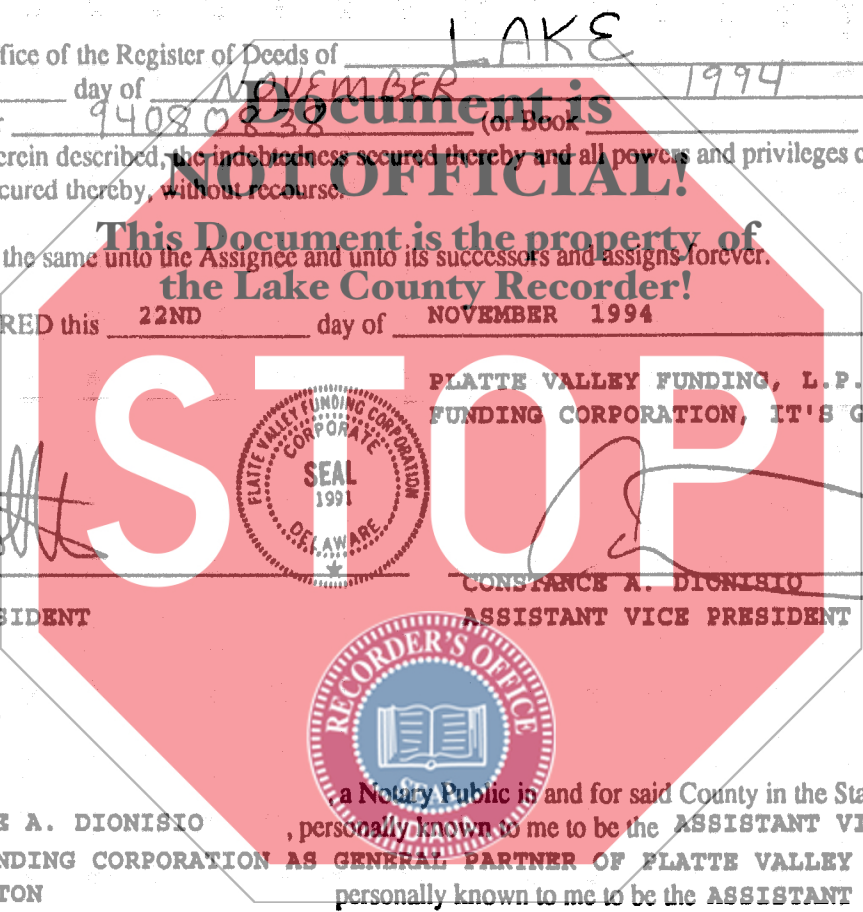 fice of the Register of Deeds of LAKE
day of NOVEMBER 1994
94080838 (or Book
Document is
erein described, the indebtedness secured thereby and all powers and privileges
NOT OFFICIAL!
cured thereby, without recourse.
This Document is the property of
the same unto the Assignee and unto its successors and assigns forever.
the Lake County Recorder!
RED this 22ND day of NOVEMBER 1994
PLATTE VALLEY FUNDING, L.P.
FUNDING CORPORATION, IT'S G
STOP
PLATTE VALLEY FUNDING CORPORATION
CORPORATE
SEAL
1991
DELAWARE
CONSTANCE A. DIONISIO
SIDENT ASSISTANT VICE PRESIDENT
RECORDER'S OFFICE
SEAL
INDIANA
, a Notary Public in and for said County in the Sta
E A. DIONISIO , personally known to me to be the ASSISTANT VI
NDING CORPORATION AS GENERAL PARTNER OF PLATTE VALLEY
TON personally known to me to be the ASSISTANT